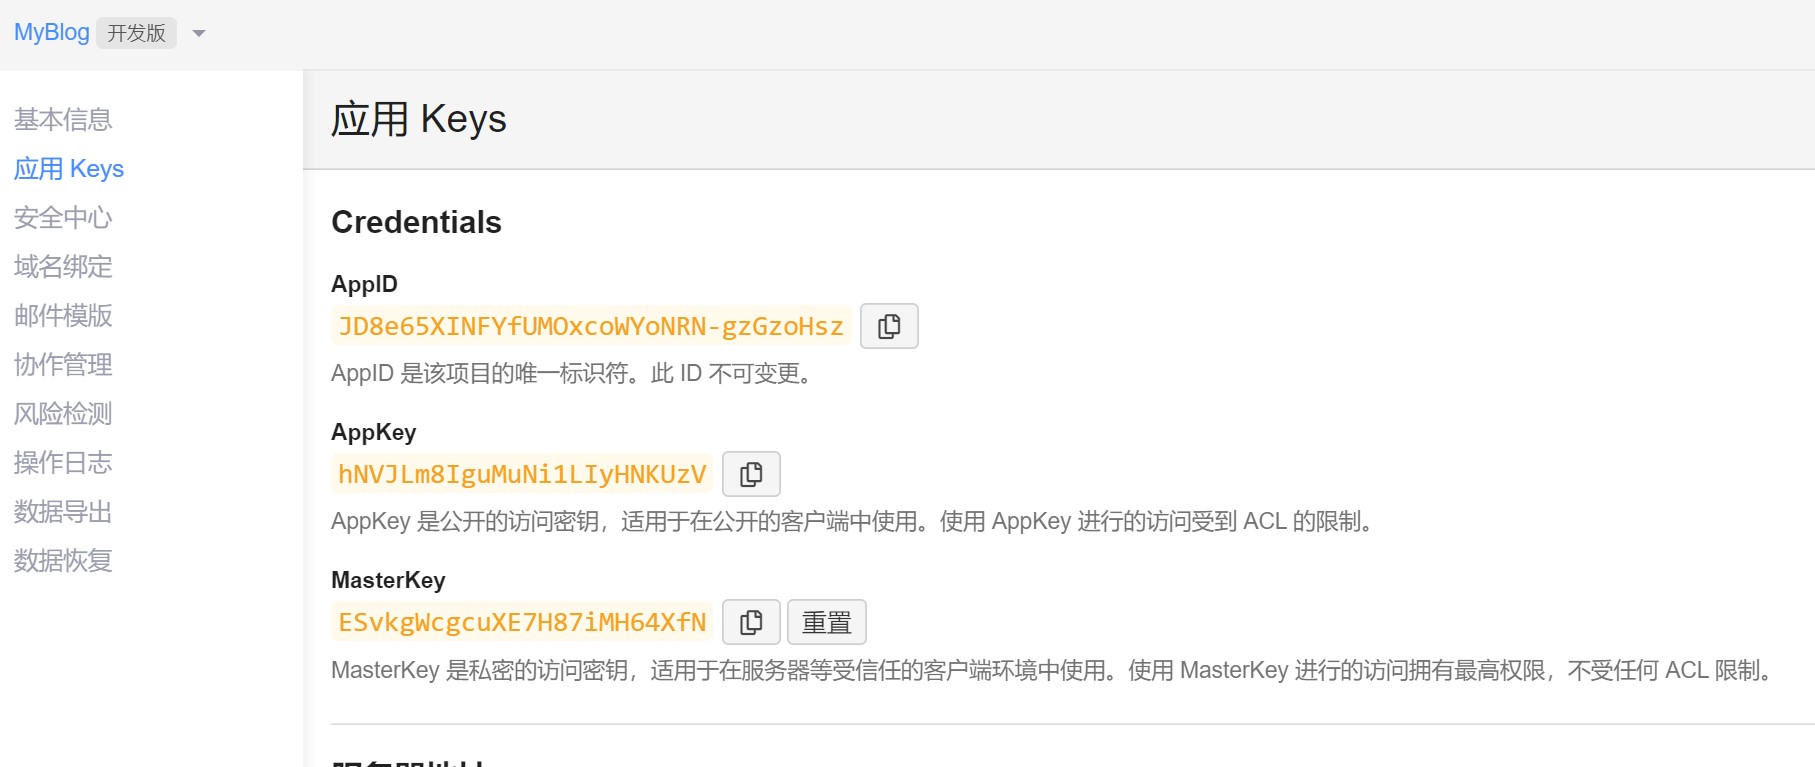 MyBlog 开发版
基本信息
应用 Keys
安全中心
域名绑定
邮件模版
协作管理
风险检测
操作日志
数据导出
数据恢复
应用 Keys
Credentials
AppID
JD8e65XINFYfUMOxcoWYoNRN-gzGzoHsz
AppID 是该项目的唯一标识符。此 ID 不可变更。
AppKey
hNVJLm8IguMuNi1LIyHNKUzV
AppKey 是公开的访问密钥，适用于在公开的客户端中使用。使用 AppKey 进行的访问受到 ACL 的限制。
MasterKey
ESvkgWcgcuXE7H87iMH64XfN 重置
MasterKey 是私密的访问密钥，适用于在服务器等受信任的客户端环境中使用。使用 MasterKey 进行的访问拥有最高权限，不受任何 ACL 限制。
服务器地址